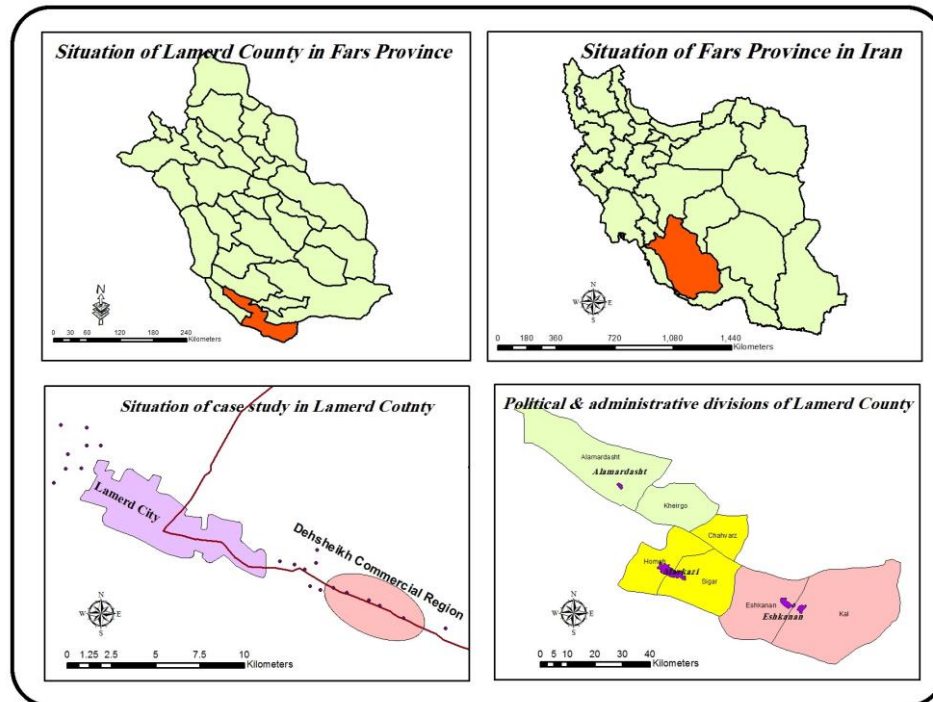 Situation of Lamerd County in Fars Province
N
0 30 60 120 180 240
Kilometers
Situation of Fars Province in Iran
N
W E
S
0 180 360 720 1,080 1,440
Kilometers
Situation of case study in Lamerd County
Lamerd City
Dehsheikh Commercial Region
N
W E
S
0 1.25 2.5 5 7.5 10
Kilometers
Political & administrative divisions of Lamerd County
Alamardasht
Alamardasht
Kheirgo
Chahvarz
Sigar
Eshkanan
Eshkanan
Kal
N
W E
S
0 5 10 20 30 40
Kilometers